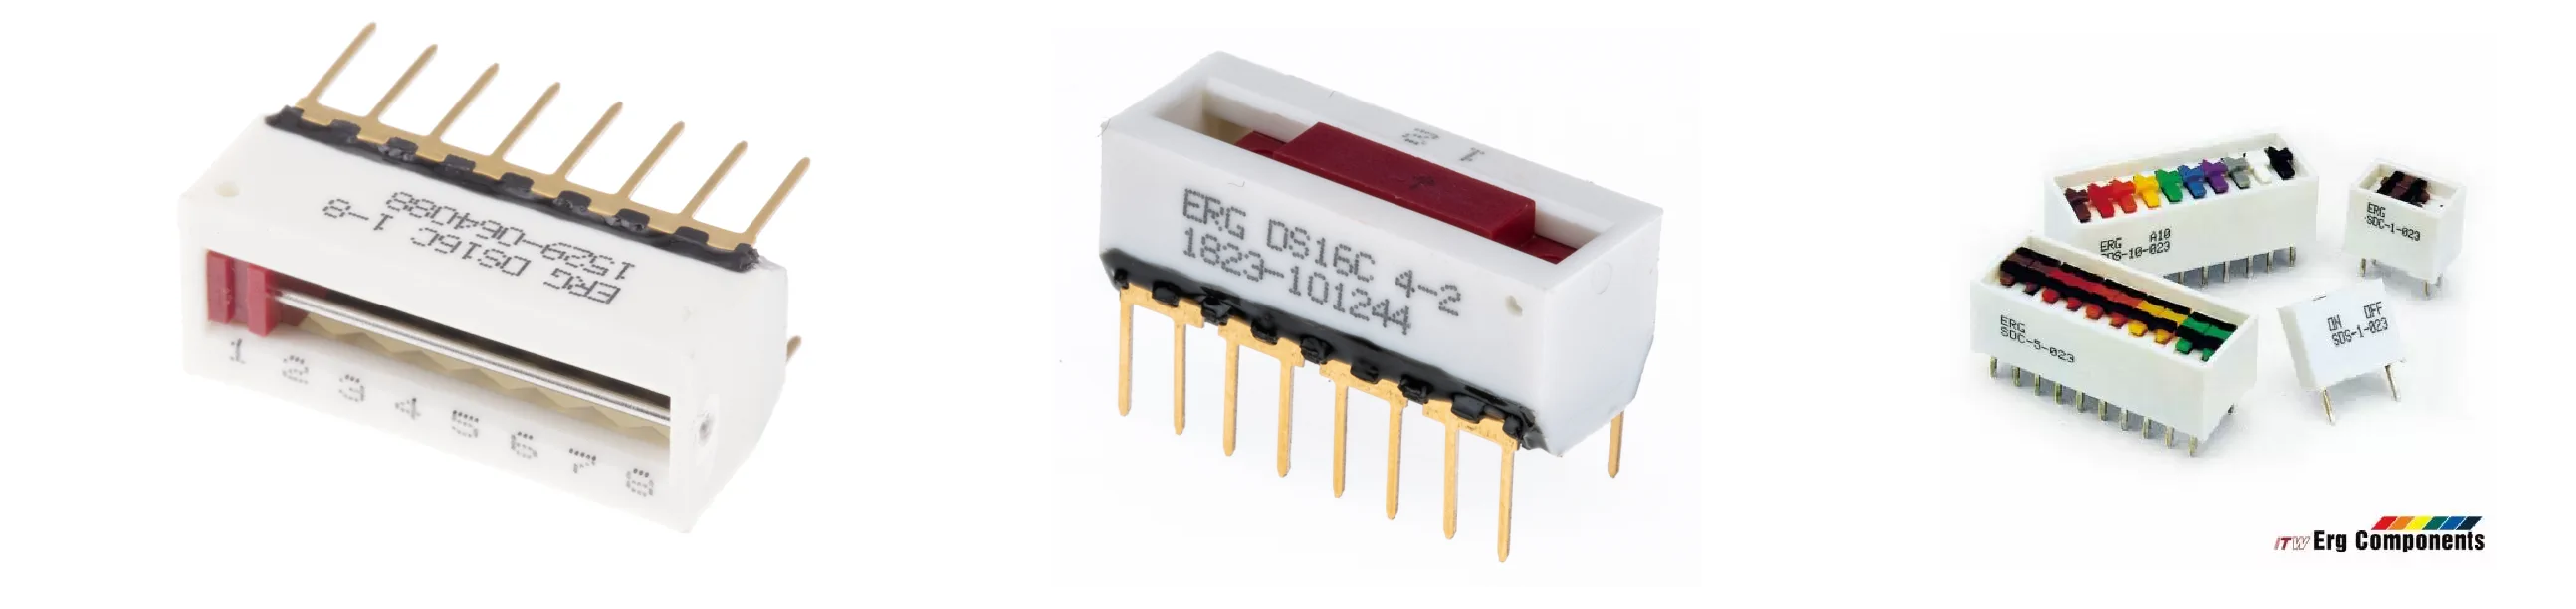 ERG DS16C 1-8
1529-064088
1 2 3 4 5 6 7 8
1 2
ERG DS16C 4-2
1823-101244
ERG A10
SDS-10-023
ERG
SDC-1-023
ERG
SDC-5-023
ON OFF
SDS-1-023
ITW Erg Components